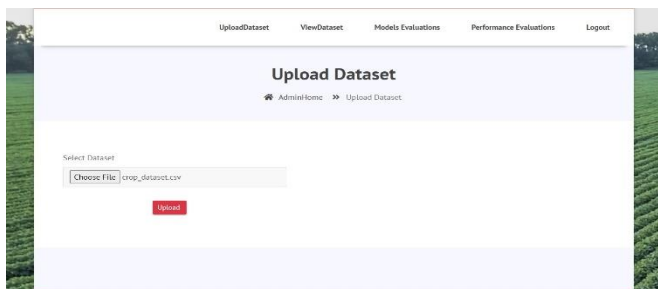 UploadDataset ViewDataset Models Evaluations Performance Evaluations Logout
Upload Dataset
AdminHome » Upload Dataset
Select Dataset
Choose File crop_dataset.csv
Upload